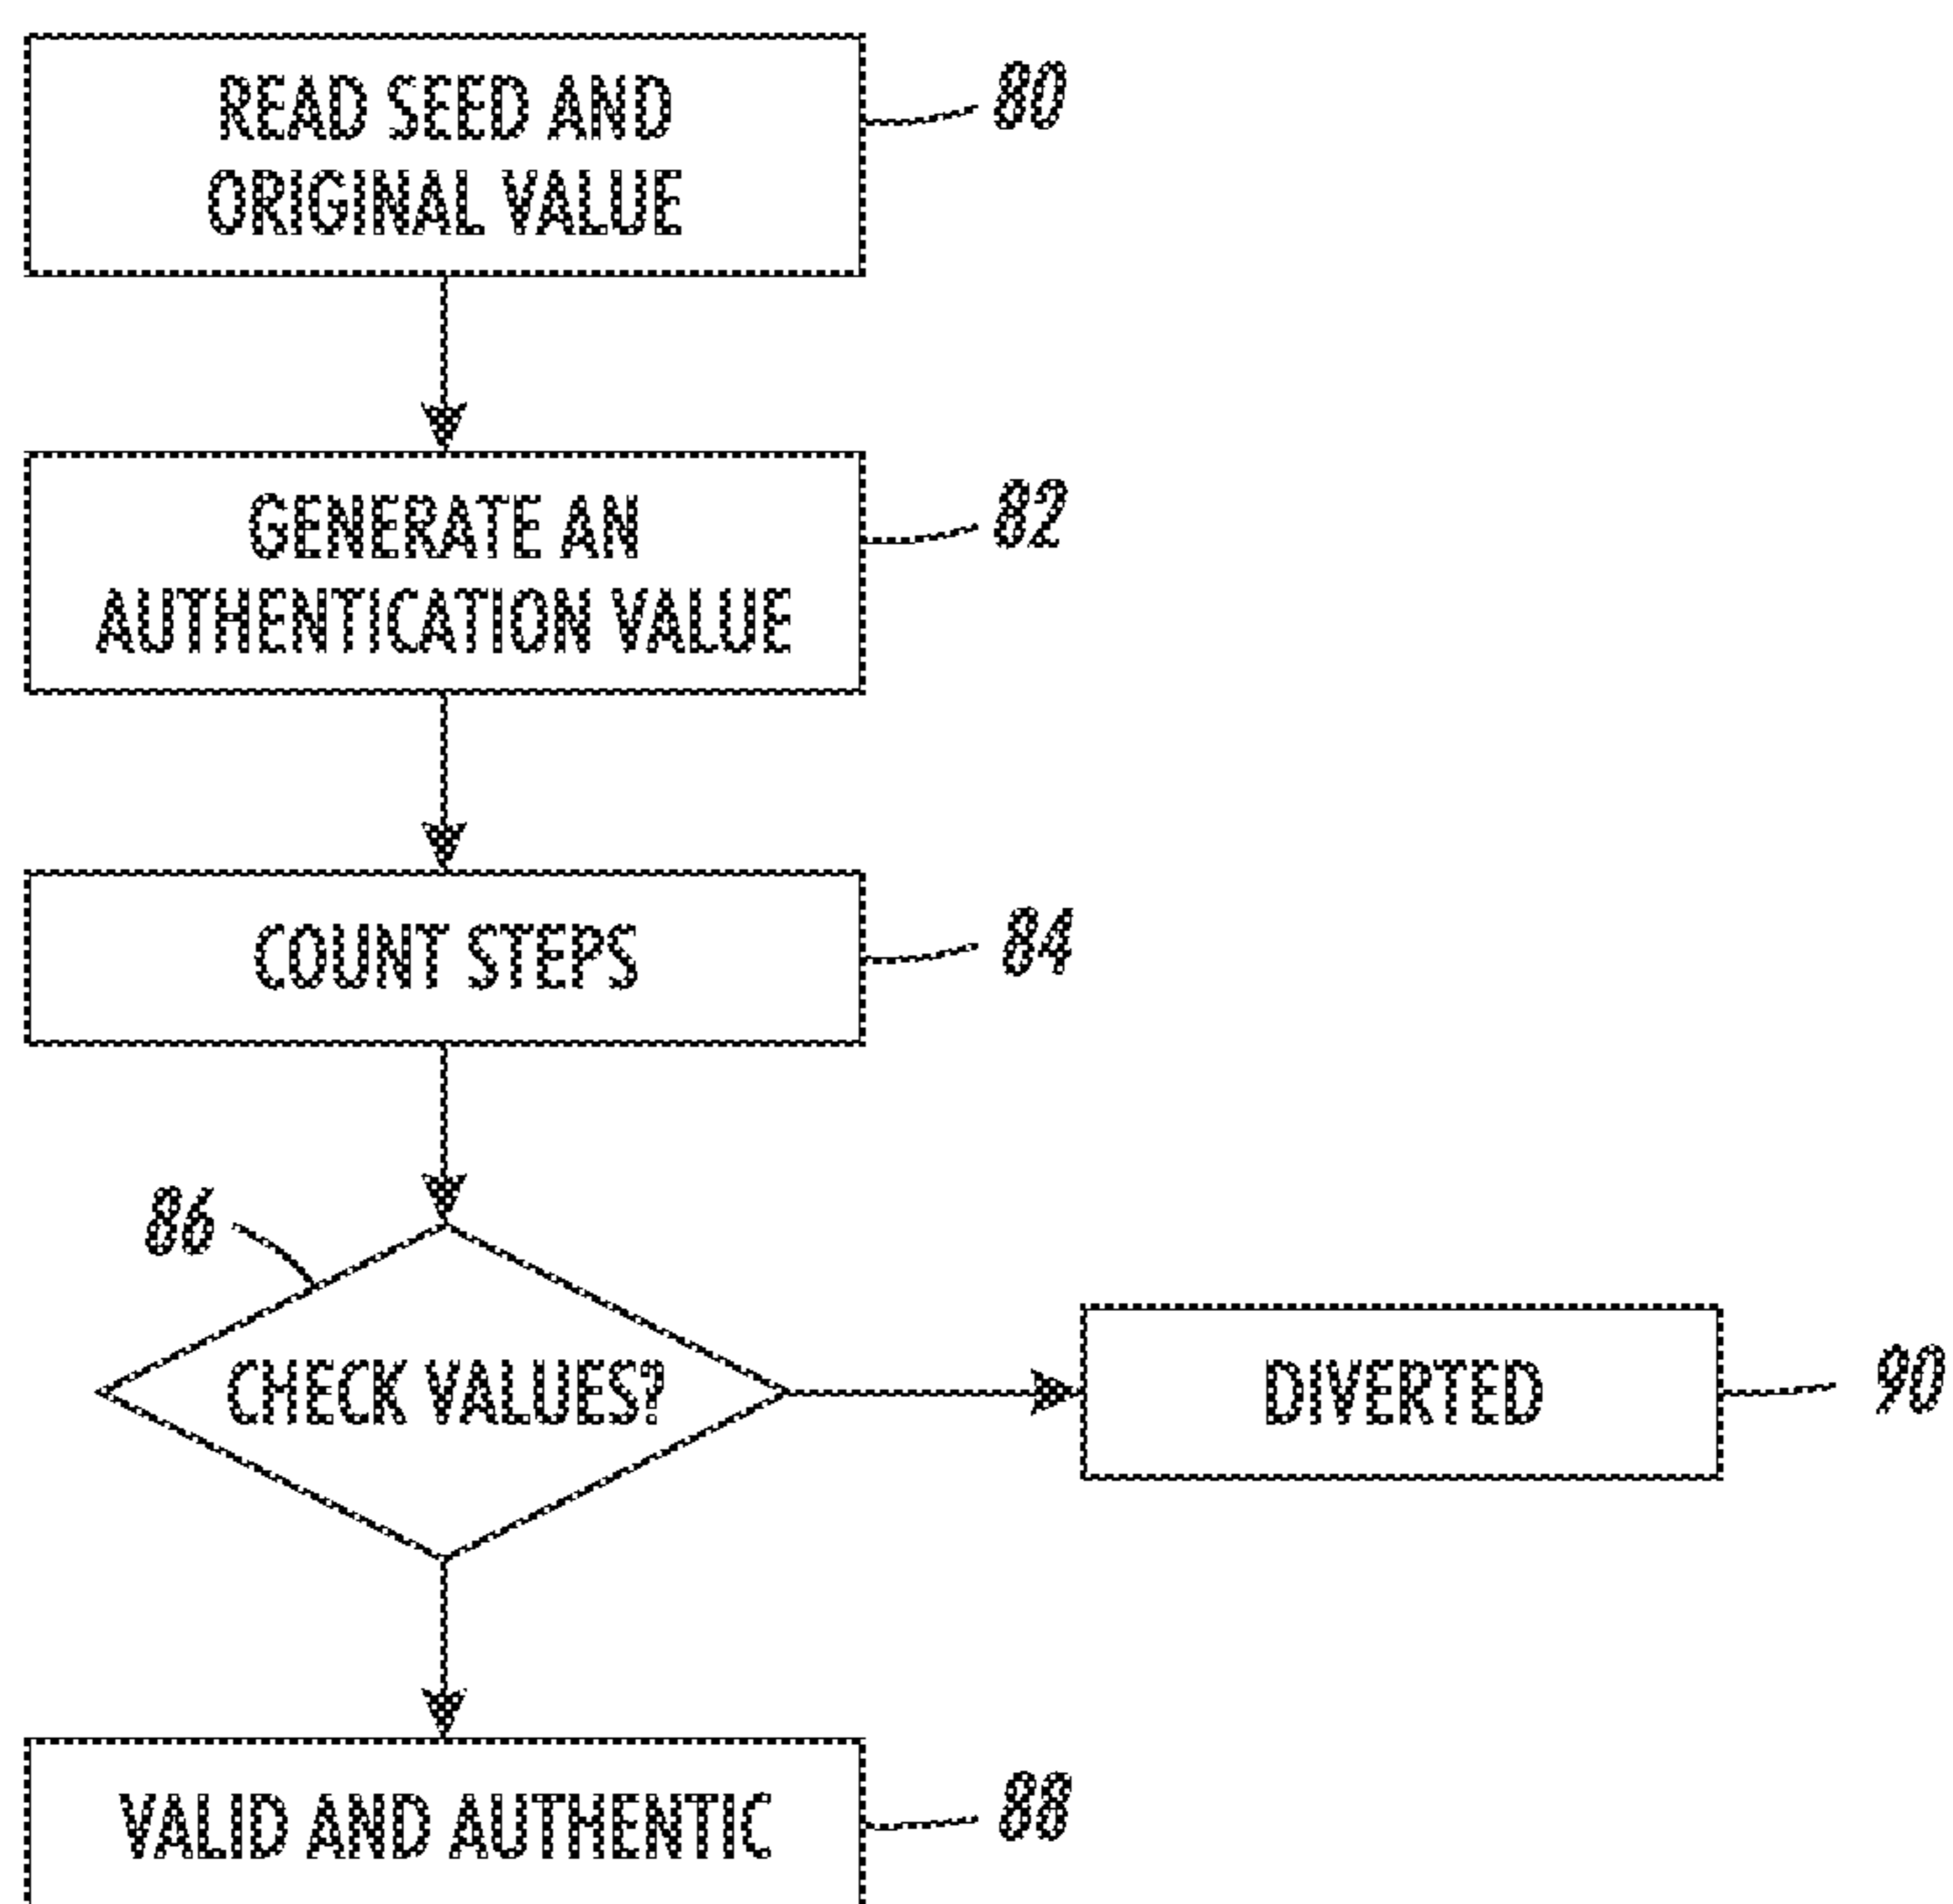 READ SEED AND
ORIGINAL VALUE
80
GENERATE AN
AUTHENTICATION VALUE
82
COUNT STEPS
84
86
CHECK VALUES?
DIVERTED
90
VALID AND AUTHENTIC
88